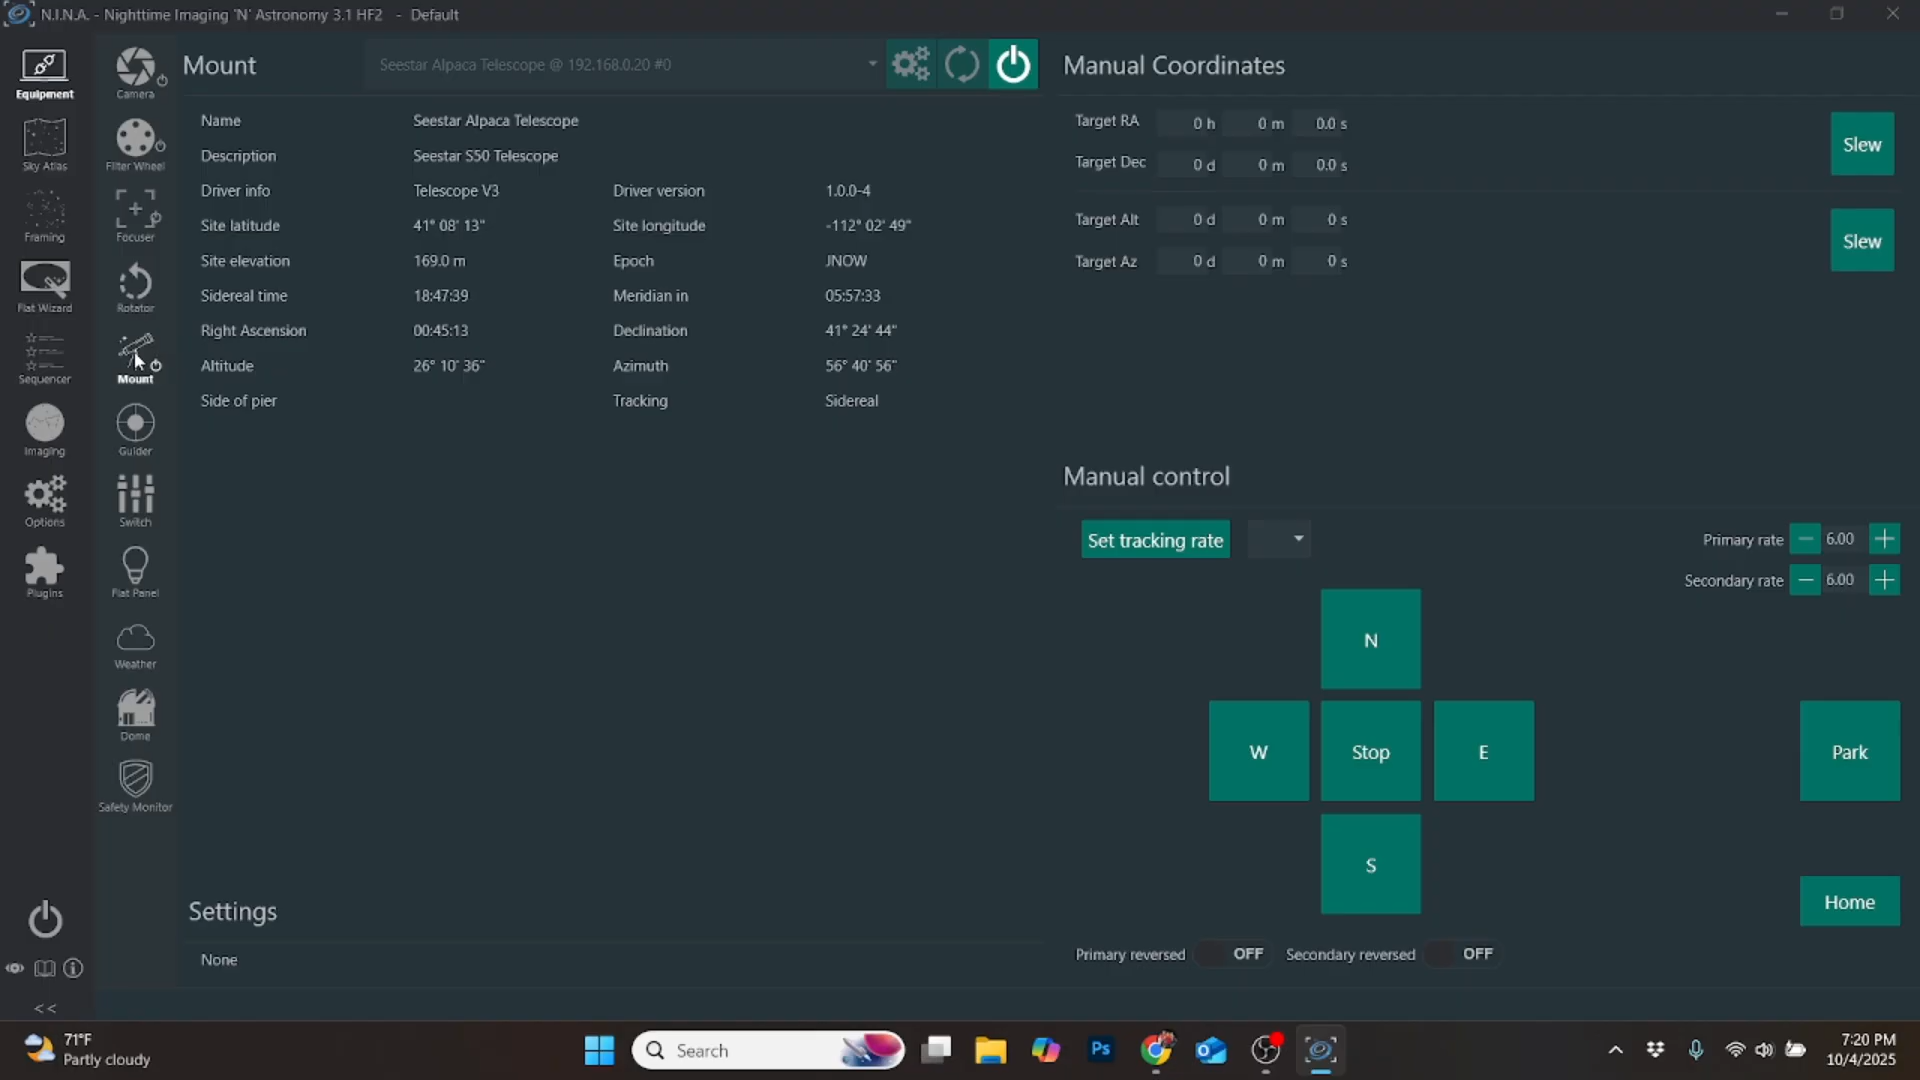 N.I.N.A. - Nighttime Imaging 'N' Astronomy 3.1 HF2 - Default
Equipment
Sky Atlas
Framing
Flat Wizard
Sequencer
Imaging
Options
Plugins
<<
Camera
Filter Wheel
Focuser
Rotator
Mount
Guider
Switch
Flat Panel
Weather
Dome
Safety Monitor
Mount
Seestar Alpaca Telescope @ 192.168.0.20 #0
Name Seestar Alpaca Telescope
Description Seestar S50 Telescope
Driver info Telescope V3 Driver version 1.0.0-4
Site latitude 41° 08' 13" Site longitude -112° 02' 49"
Site elevation 169.0 m Epoch JNOW
Sidereal time 18:47:39 Meridian in 05:57:33
Right Ascension 00:45:13 Declination 41° 24' 44"
Altitude 26° 10' 36" Azimuth 56° 40' 56"
Side of pier Tracking Sidereal
Settings
None
Manual Coordinates
Target RA 0 h 0 m 0.0 s
Target Dec 0 d 0 m 0.0 s
Slew
Target Alt 0 d 0 m 0 s
Target Az 0 d 0 m 0 s
Slew
Manual control
Set tracking rate
Primary rate 6.00
Secondary rate 6.00
N
W Stop E
S
Park
Home
Primary reversed OFF Secondary reversed OFF
71°F
Partly cloudy
Search
Ps
7:20 PM
10/4/2025